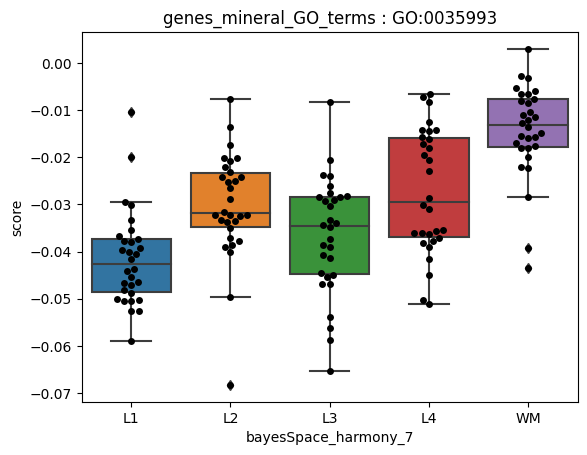 genes_mineral_GO_terms : GO:0035993
0.00
−0.01
−0.02
−0.03
−0.04
−0.05
−0.06
−0.07
score
L1 L2 L3 L4 WM
bayesSpace_harmony_7